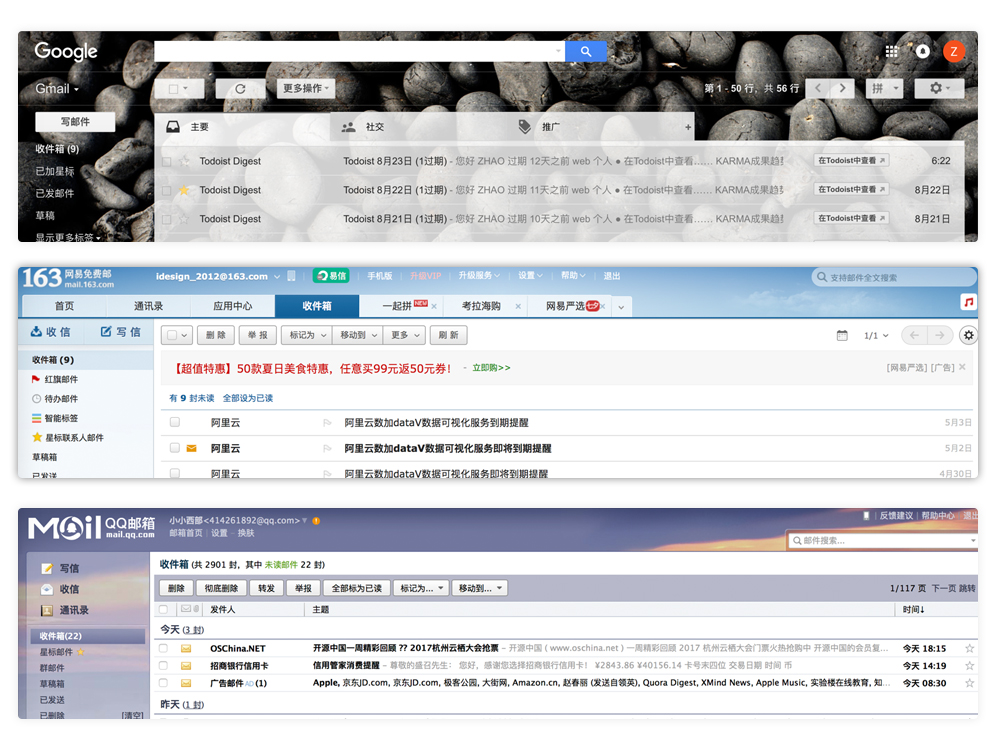 Google
Z
Gmail
更多操作
第 1 - 50 行，共 56 行
拼
写邮件
主要
社交
推广
+
收件箱 (9)
已加星标
已发邮件
草稿
显示更多标签
Todoist Digest Todoist 8月23日 (1过期) - 您好 ZHAO 过期 12天之前 web 个人 ● 在Todoist中查看…… KARMA成果趋 在Todoist中查看 6:22
Todoist Digest Todoist 8月22日 (1过期) - 您好 ZHAO 过期 11天之前 web 个人 ● 在Todoist中查看…… KARMA成果趋 在Todoist中查看 8月22日
Todoist Digest Todoist 8月21日 (1过期) - 您好 ZHAO 过期 10天之前 web 个人 ● 在Todoist中查看…… KARMA成果趋 在Todoist中查看 8月21日
163 网易免费邮
mail.163.com
idesign_2012@163.com 易信 手机版 升级VIP 升级服务 设置 帮助 退出
支持邮件全文搜索
首页 通讯录 应用中心 收件箱 一起拼 NEW 考拉海购 网易严选 七夕
收信 写信
删 除 举 报 标记为 移动到 更多 刷 新
1/1
收件箱 (9)
红旗邮件
待办邮件
智能标签
星标联系人邮件
草稿箱
已发送
【超值特惠】50款夏日美食特惠，任意买99元返50元券！ - 立即购>>
[网易严选] [广告]
有 9 封未读 全部设为已读
阿里云 阿里云数加dataV数据可视化服务到期提醒 5月3日
阿里云 阿里云数加dataV数据可视化服务即将到期提醒 5月2日
阿里云 阿里云数加dataV数据可视化服务即将到期提醒 4月30日
Mail QQ邮箱
mail.qq.com
小小西部<414261892@qq.com>
邮箱首页 | 设置 - 换肤
反馈建议 | 帮助中心 退出
邮件搜索...
写信
收信
通讯录
收件箱(22)
星标邮件
群邮件
草稿箱
已发送
已删除 [清空]
收件箱 (共 2901 封，其中 未读邮件 22 封)
删除 彻底删除 转发 举报 全部标为已读 标记为... 移动到...
1/117 页 下一页 跳转
发件人 主题 时间↓
今天 (3 封)
OSChina.NET 开源中国一周精彩回顾 ?? 2017杭州云栖大会抢票 - 开源中国 ( www.oschina.net ) 一周精彩回顾 2017 杭州云栖大会门票火热抢购中 开源中国的会员复... 今天 18:15
招商银行信用卡 信用管家消费提醒 - 尊敬的盛召先生： 您好，感谢您选择招商银行信用卡！ ¥2843.86 ¥40156.14 卡号末四位 交易日期 时间 币 今天 14:19
广告邮件 AD (1) Apple, 京东JD.com, 京东JD.com, 极客公园, 大街网, Amazon.cn, 赵春丽 (发送自领英), Quora Digest, XMind News, Apple Music, 实验楼在线教育, 知... 今天 08:30
昨天 (1 封)